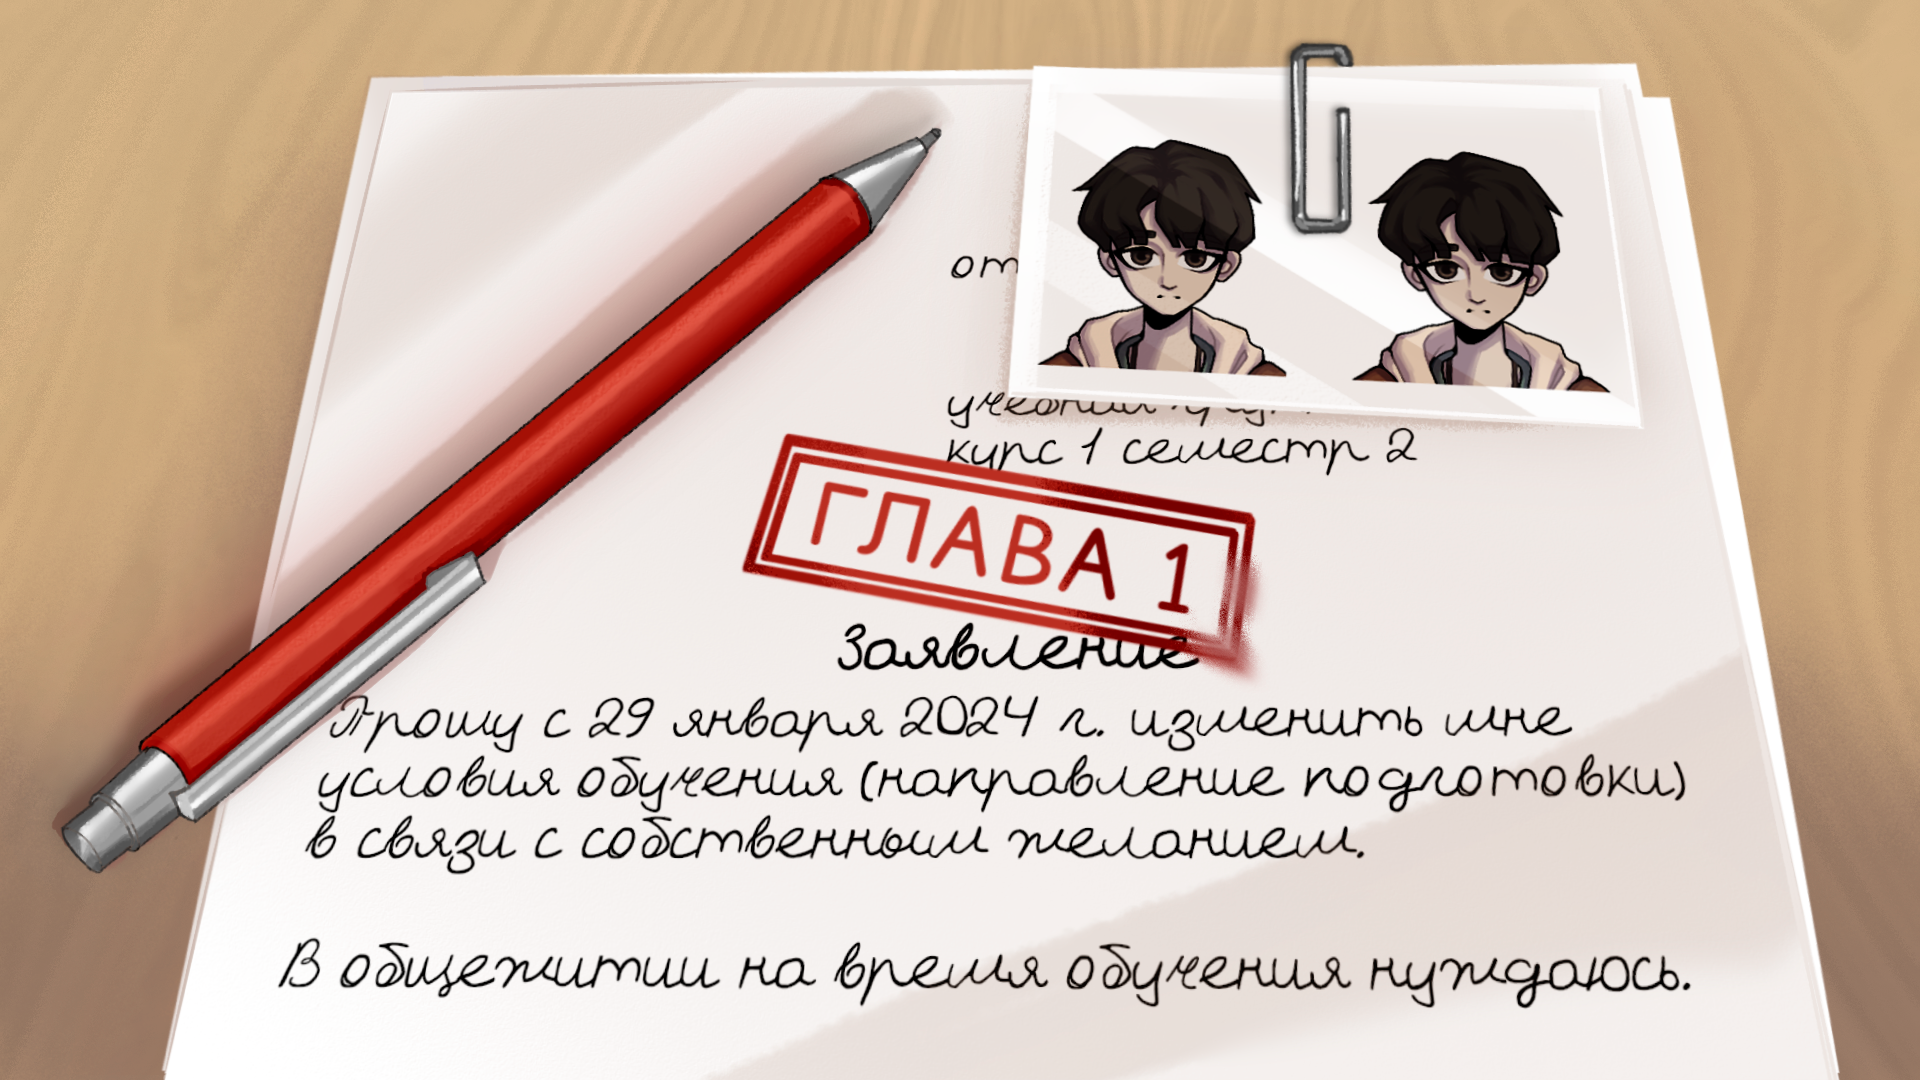 от
курс 1 семестр 2
ГЛАВА 1
Заявление
Прошу с 29 января 2024 г. изменить мне
условия обучения (направление подготовки)
в связи с собственным желанием.
В общежитии на время обучения нуждаюсь.